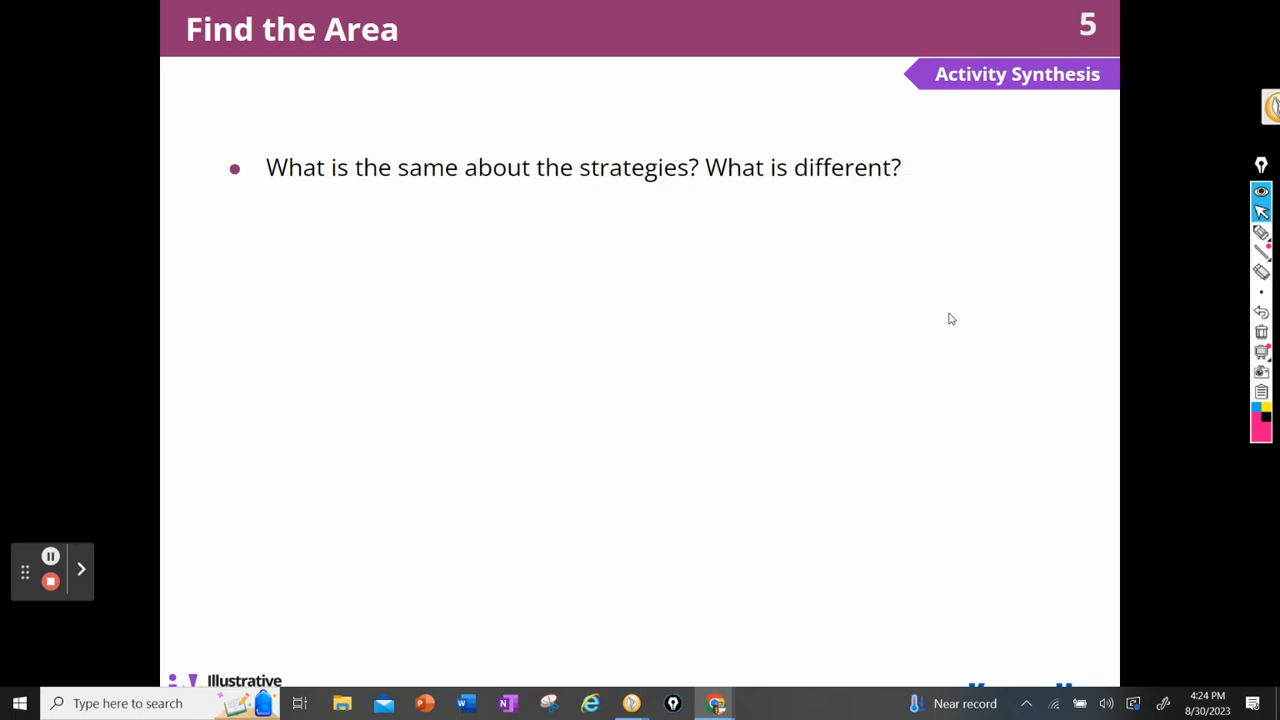 Find the Area
5
Activity Synthesis
What is the same about the strategies? What is different?
Illustrative
Type here to search
Near record
4:24 PM
8/30/2023